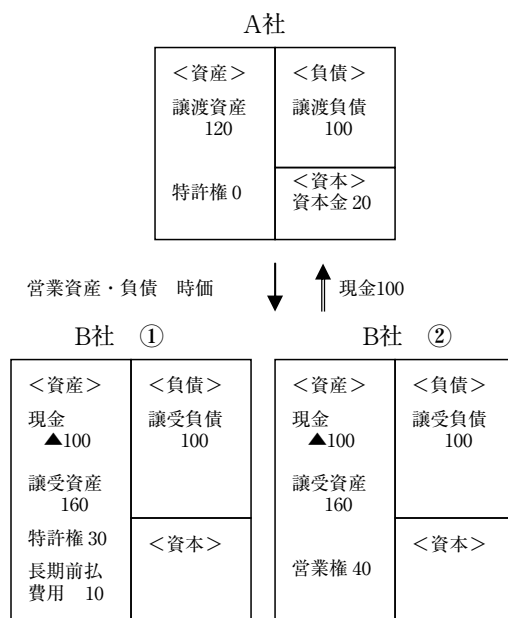 A社
<資産>
<負債>
譲渡資産
120
譲渡負債
100
特許権 0
<資本>
資本金 20
営業資産・負債 時価
現金100
B社 ①
<資産>
<負債>
現金
▲100
譲受負債
100
譲受資産
160
特許権 30
<資本>
長期前払
費用 10
B社 ②
<資産>
<負債>
現金
▲100
譲受負債
100
譲受資産
160
<資本>
営業権 40